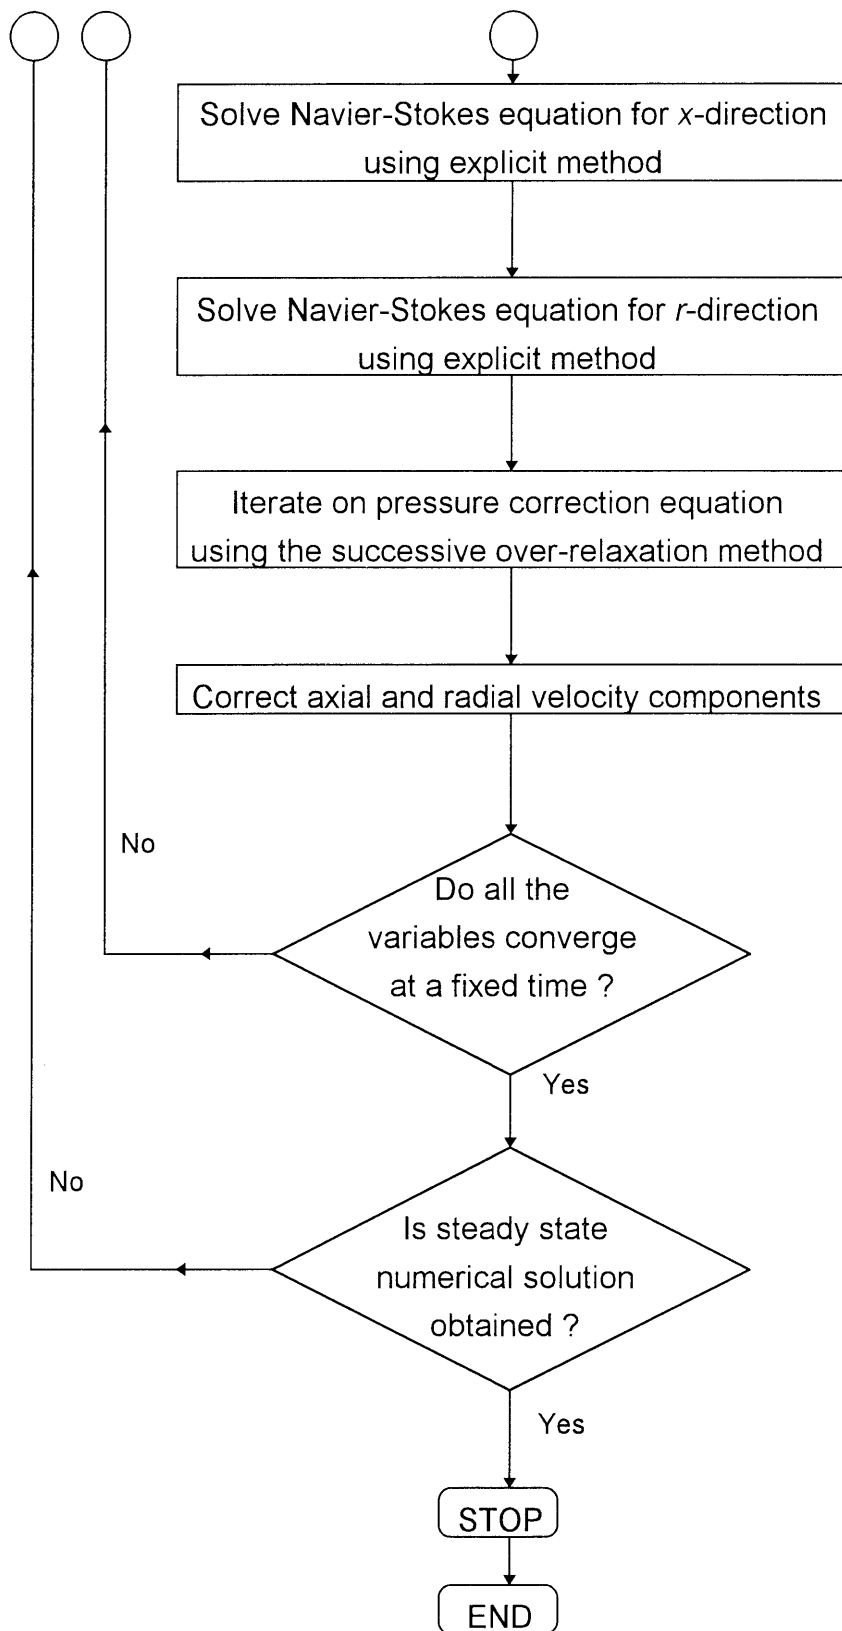 Solve Navier-Stokes equation for x-direction
using explicit method
Solve Navier-Stokes equation for r-direction
using explicit method
Iterate on pressure correction equation
using the successive over-relaxation method
Correct axial and radial velocity components
No
Do all the
variables converge
at a fixed time ?
Yes
No
Is steady state
numerical solution
obtained ?
Yes
STOP
END